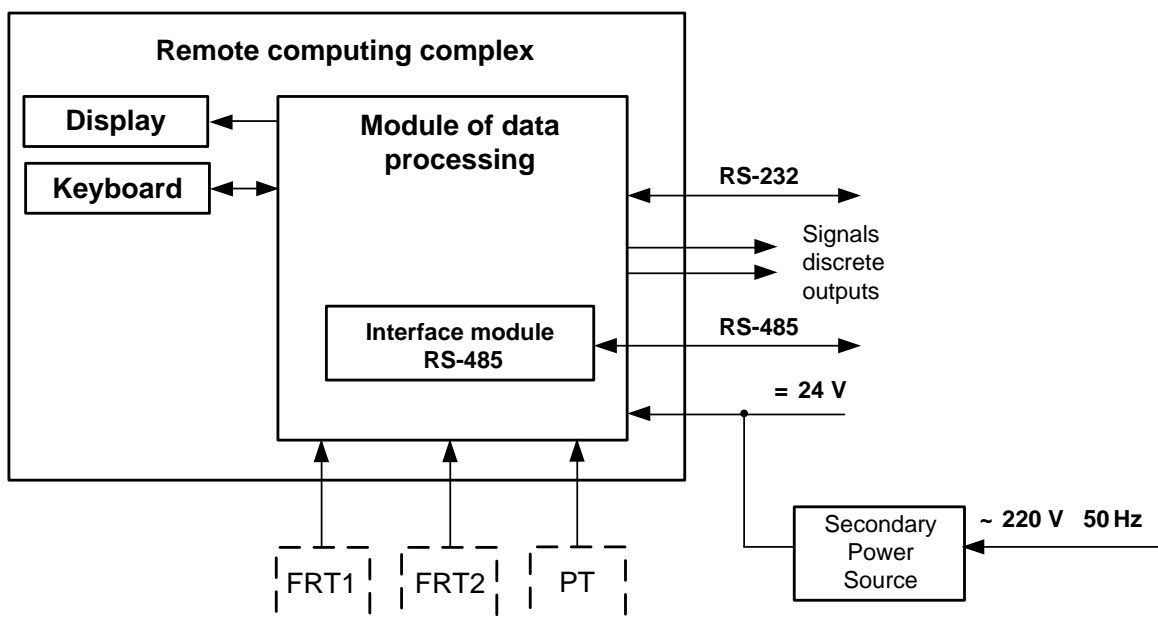 Remote computing complex
Display
Keyboard
Module of data
processing
RS-232
Signals
discrete
outputs
Interface module
RS-485
RS-485
= 24 V
Secondary
Power
Source
~ 220 V 50 Hz
FRT1
FRT2
PT